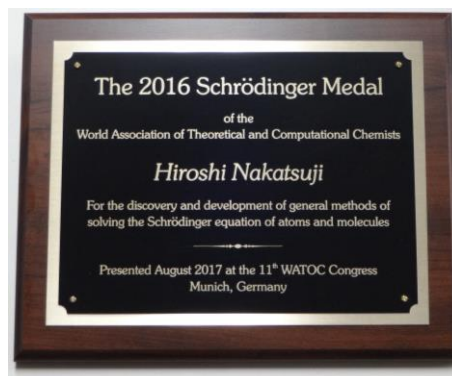 The 2016 Schrödinger Medal
of the
World Association of Theoretical and Computational Chemists
Hiroshi Nakatsuji
For the discovery and development of general methods of
solving the Schrödinger equation of atoms and molecules
Presented August 2017 at the 11th WATOC Congress
Munich, Germany